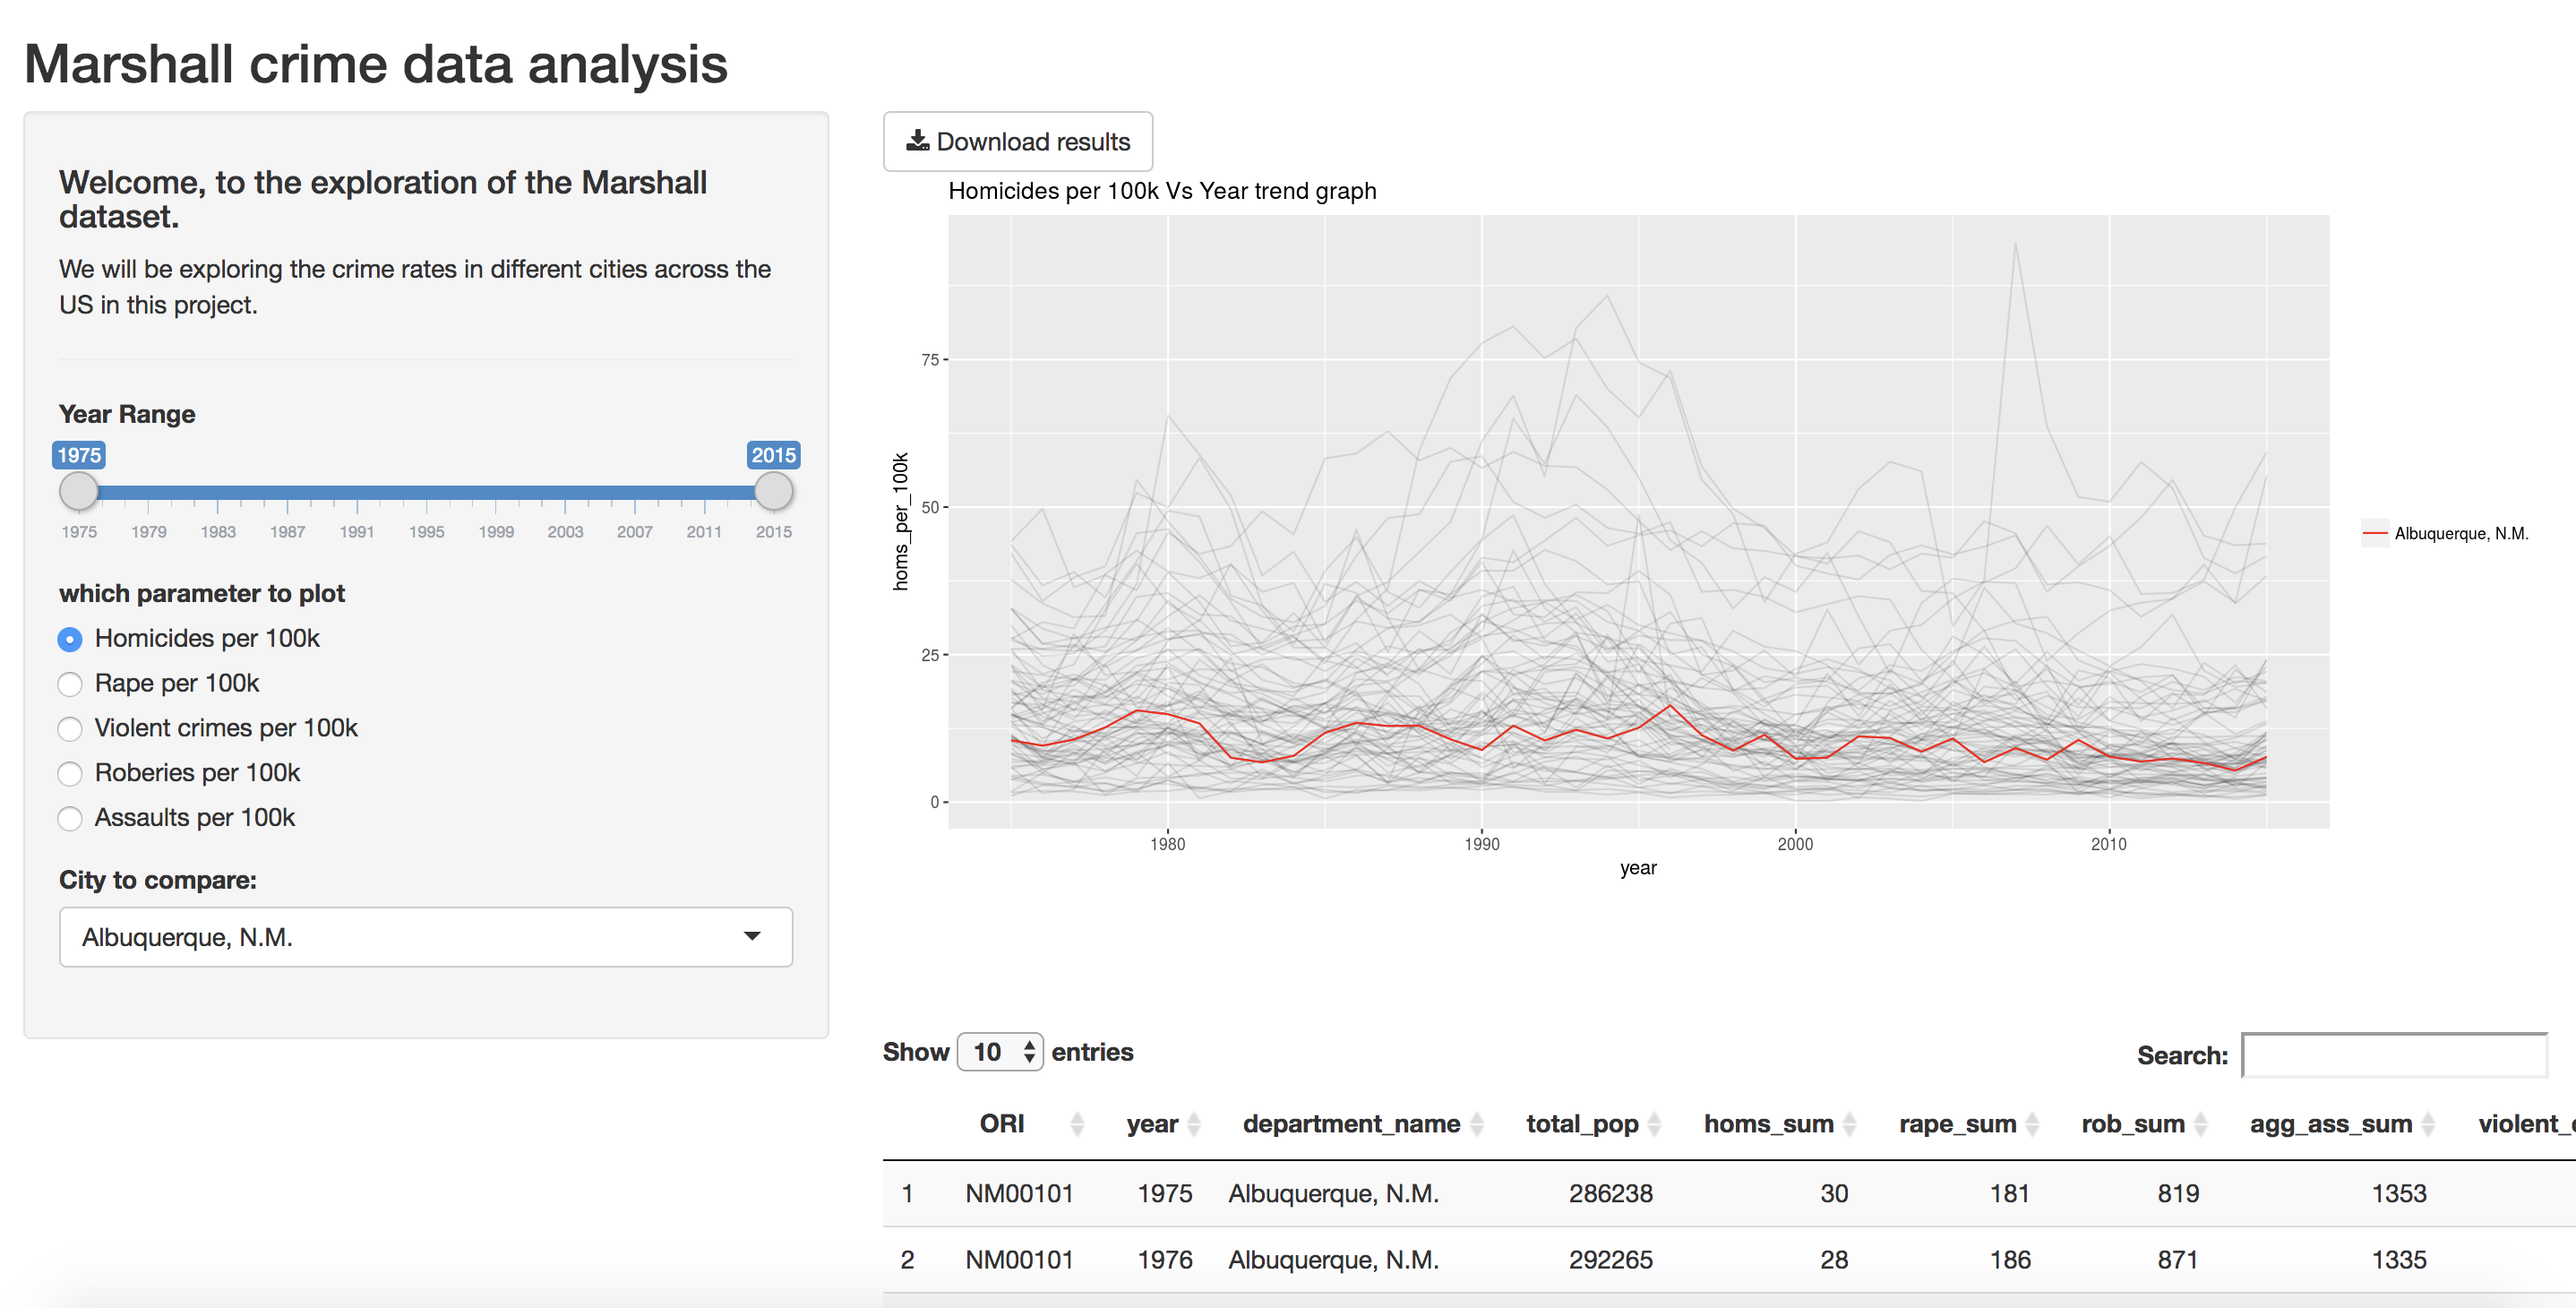 Marshall crime data analysis
Welcome, to the exploration of the Marshall
dataset.
We will be exploring the crime rates in different cities across the
US in this project.
Year Range
1975 2015
1975 1979 1983 1987 1991 1995 1999 2003 2007 2011 2015
which parameter to plot
Homicides per 100k
Rape per 100k
Violent crimes per 100k
Roberies per 100k
Assaults per 100k
City to compare:
Albuquerque, N.M.
Download results
Homicides per 100k Vs Year trend graph
75
50
25
0
homs_per_100k
1980 1990 2000 2010
year
Albuquerque, N.M.
Show 10 entries
Search:
ORI year department_name total_pop homs_sum rape_sum rob_sum agg_ass_sum violent_
1 NM00101 1975 Albuquerque, N.M. 286238 30 181 819 1353
2 NM00101 1976 Albuquerque, N.M. 292265 28 186 871 1335